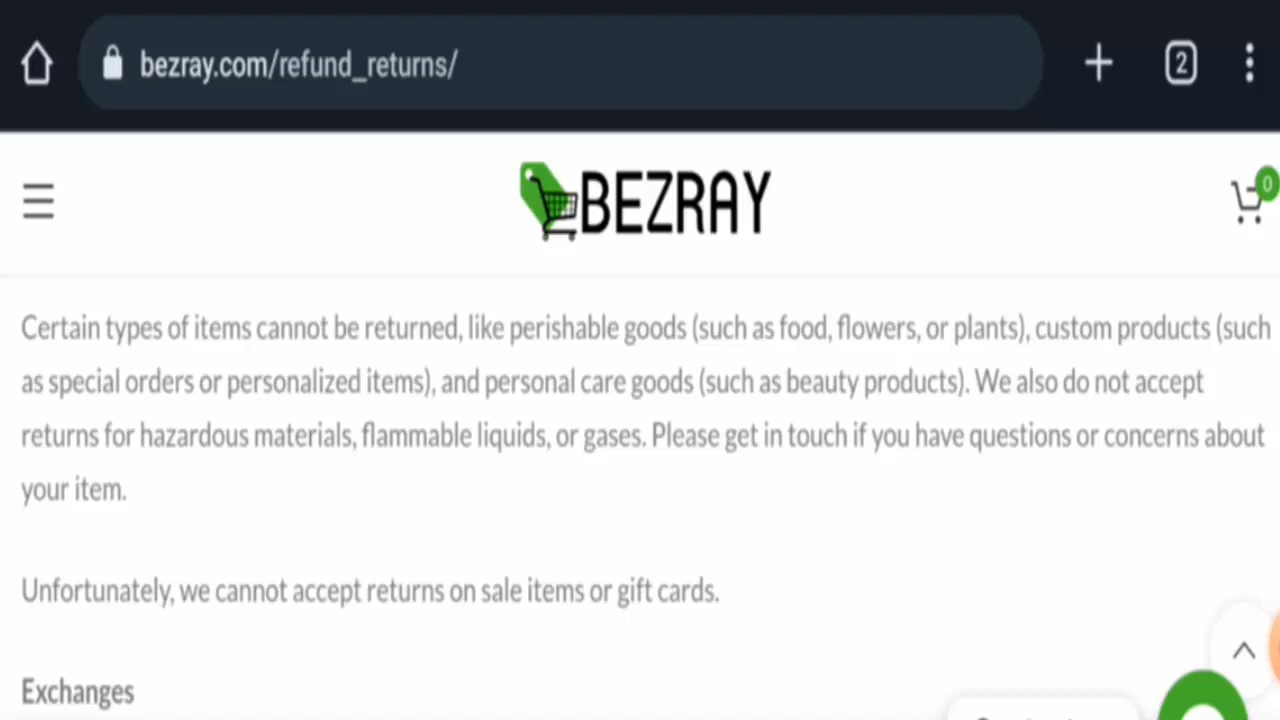 bezray.com/refund_returns/
2
BEZRAY
0
Certain types of items cannot be returned, like perishable goods (such as food, flowers, or plants), custom products (such
as special orders or personalized items), and personal care goods (such as beauty products). We also do not accept
returns for hazardous materials, flammable liquids, or gases. Please get in touch if you have questions or concerns about
your item.
Unfortunately, we cannot accept returns on sale items or gift cards.
Exchanges